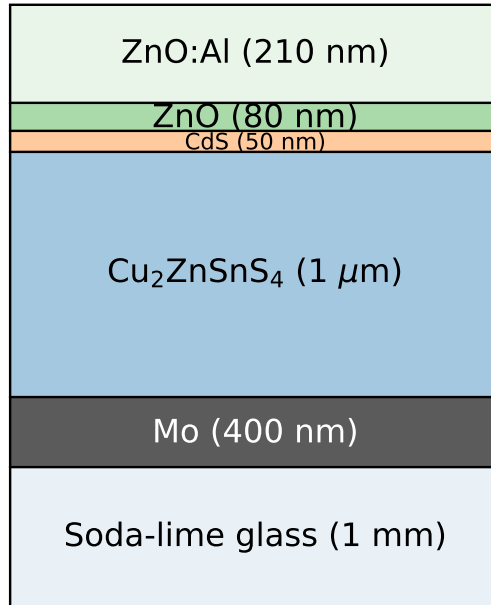 ZnO:Al (210 nm)
ZnO (80 nm)
CdS (50 nm)
Cu₂ZnSnS₄ (1 μm)
Mo (400 nm)
Soda-lime glass (1 mm)